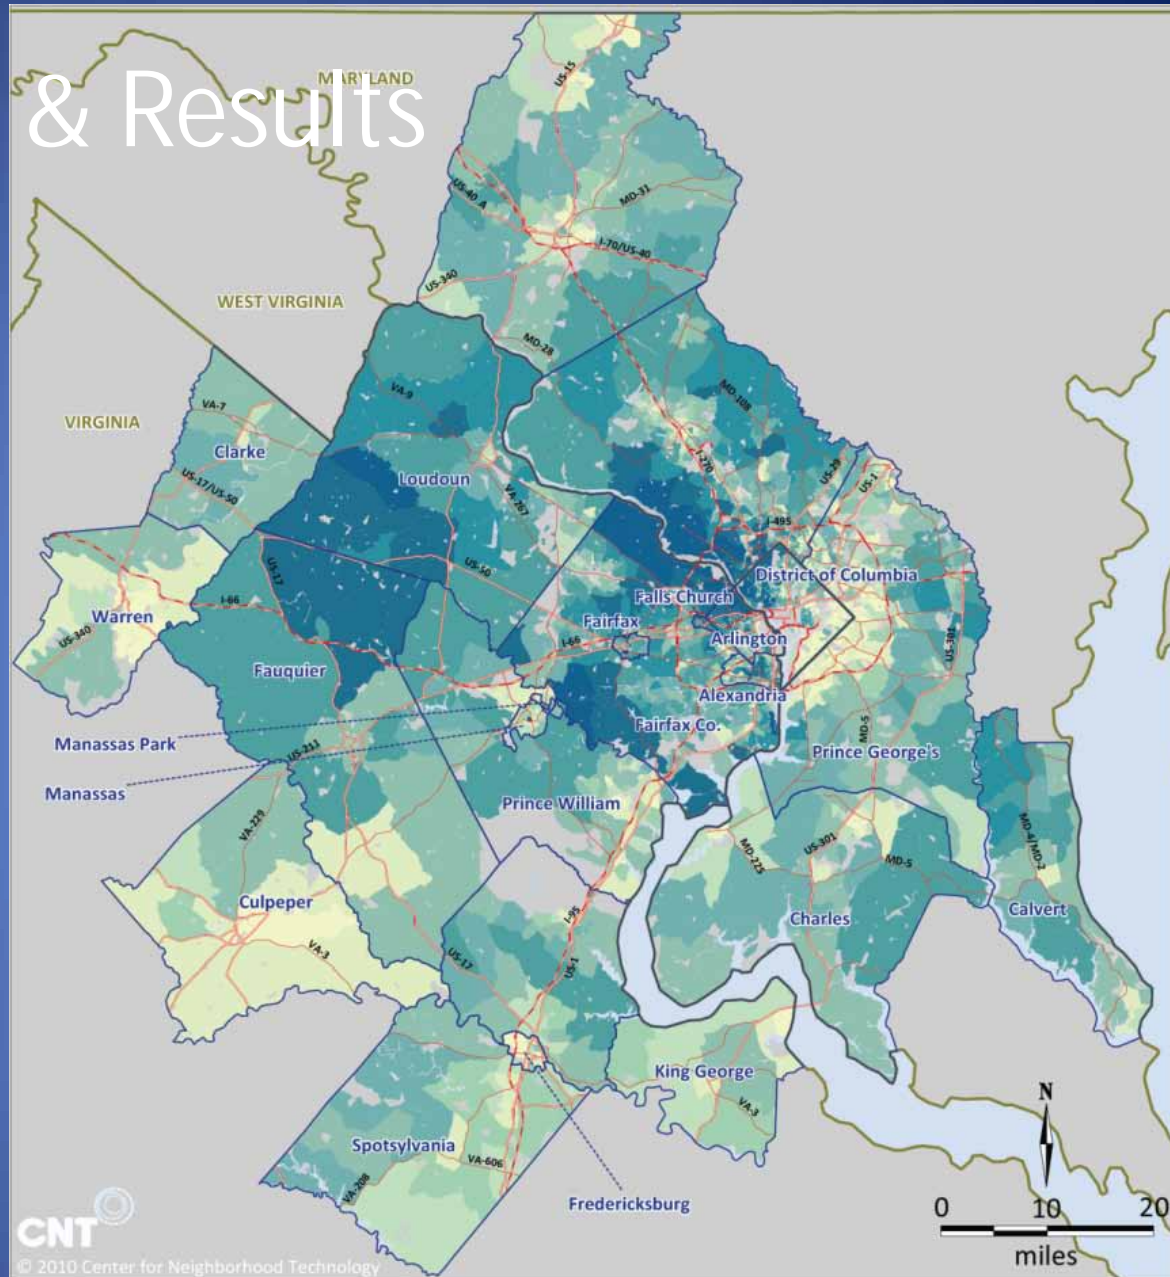 & Results
MARYLAND
US-15
US-40 A
MD-31
I-70/US-40
US-340
WEST VIRGINIA
MD-28
VIRGINIA
VA-7
VA-9
MD-108
Clarke
US-17/US-50
Loudoun
VA-267
I-270
US-29
US-1
I-495
US-50
US-17
District of Columbia
I-66
Falls Church
Warren
Fairfax
I-66
Arlington
US-340
US-301
Fauquier
Alexandria
Fairfax Co.
MD-5
Manassas Park
US-211
Prince George's
Manassas
Prince William
VA-229
MD-225
US-301
MD-5
MD-4/MD-2
Culpeper
Charles
Calvert
I-95
VA-3
US-17
US-1
King George
VA-3
Spotsylvania
VA-606
VA-208
Fredericksburg
N
0 10 20
miles
CNT
© 2010 Center for Neighborhood Technology